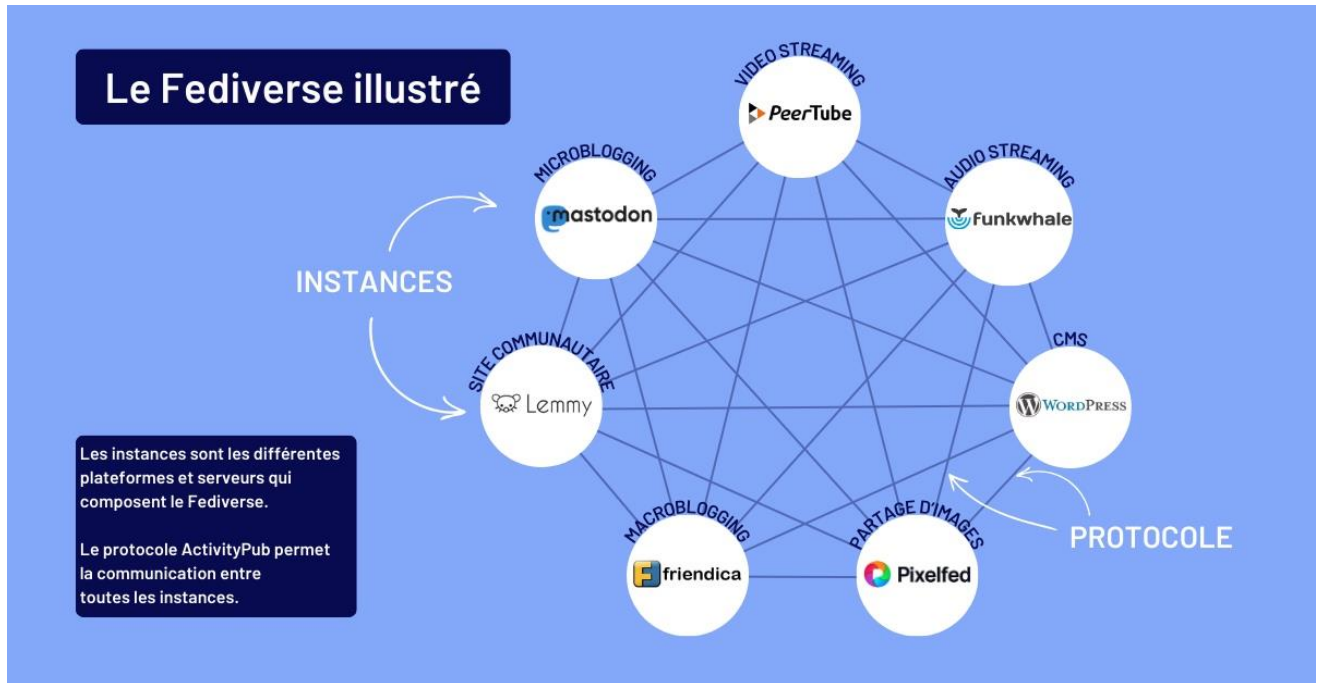 Le Fediverse illustré
VIDEO STREAMING
PeerTube
MICROBLOGGING
mastodon
AUDIO STREAMING
funkwhale
INSTANCES
SITE COMMUNAUTAIRE
Lemmy
CMS
WORDPRESS
MACROBLOGGING
friendica
PARTAGE D'IMAGES
Pixelfed
PROTOCOLE
Les instances sont les différentes
plateformes et serveurs qui
composent le Fediverse.
Le protocole ActivityPub permet
la communication entre
toutes les instances.